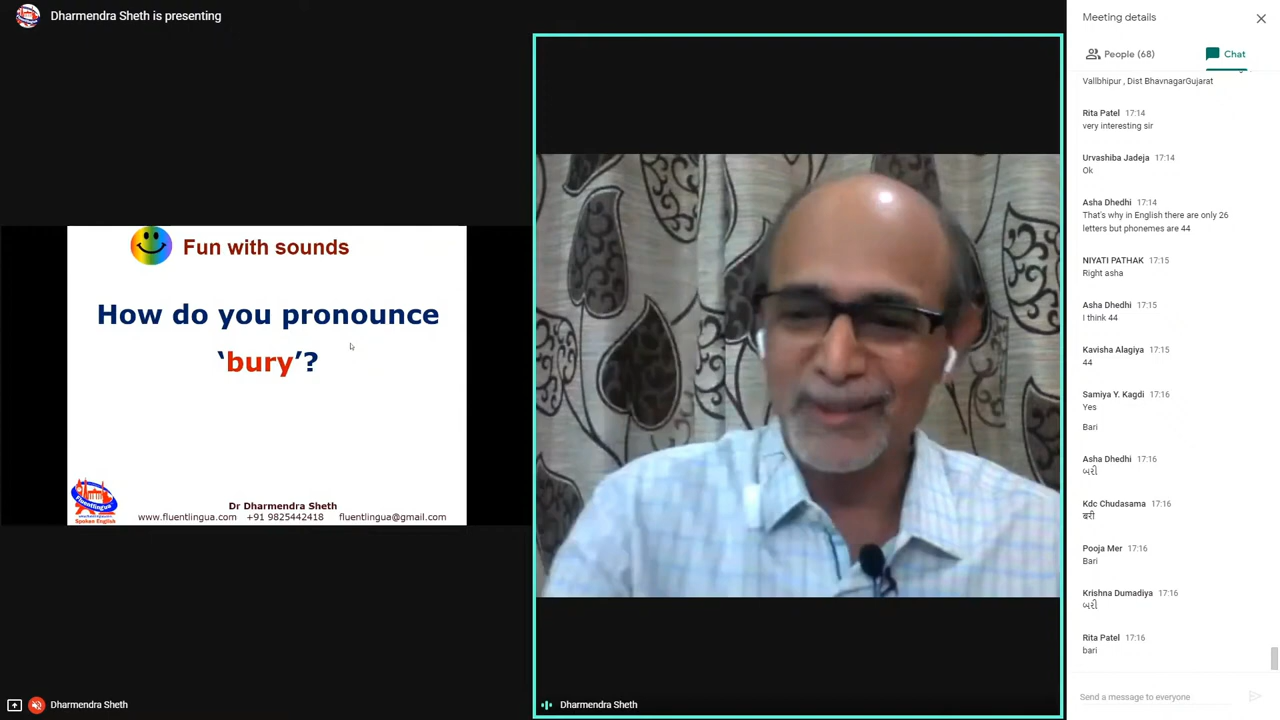 Dharmendra Sheth is presenting
Fun with sounds
How do you pronounce
‘bury’?
Fluentlingua
Spoken English
Dr Dharmendra Sheth
www.fluentlingua.com +91 9825442418 fluentlingua@gmail.com
Dharmendra Sheth
Dharmendra Sheth
Meeting details
People (68)
Chat
Vallbhipur , Dist BhavnagarGujarat
Rita Patel 17:14
very interesting sir
Urvashiba Jadeja 17:14
Ok
Asha Dhedhi 17:14
That's why in English there are only 26
letters but phonemes are 44
NIYATI PATHAK 17:15
Right asha
Asha Dhedhi 17:15
I think 44
Kavisha Alagiya 17:15
44
Samiya Y. Kagdi 17:16
Yes
Bari
Asha Dhedhi 17:16
બરી
Kdc Chudasama 17:16
बरी
Pooja Mer 17:16
Bari
Krishna Dumadiya 17:16
બરી
Rita Patel 17:16
bari
Send a message to everyone